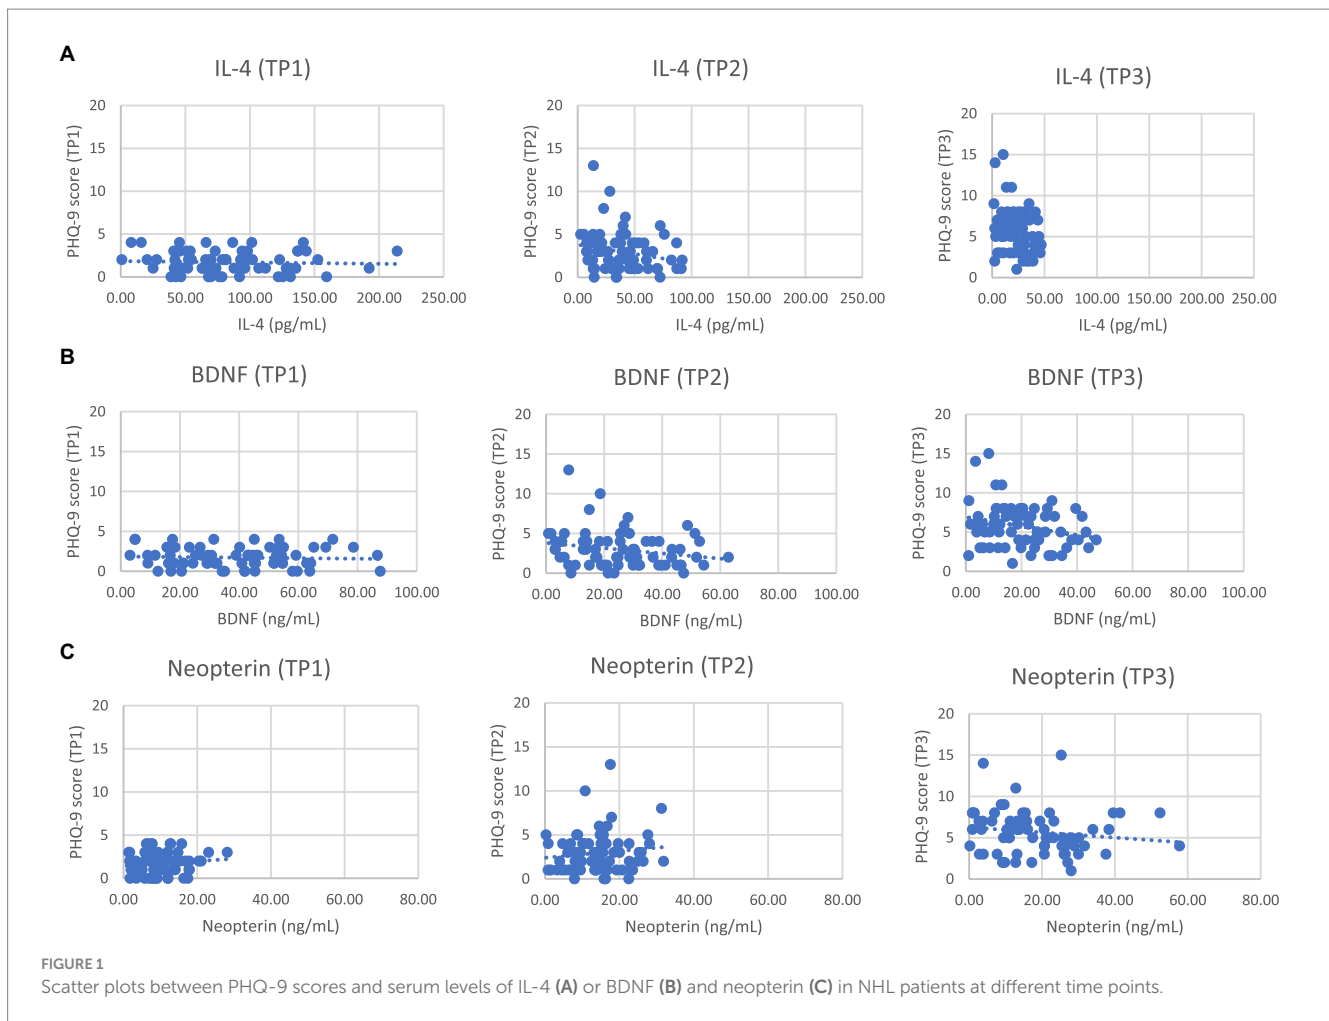 A
IL-4 (TP1)
PHQ-9 score (TP1)
20
15
10
5
0
0.00 50.00 100.00 150.00 200.00 250.00
IL-4 (pg/mL)
IL-4 (TP2)
PHQ-9 score (TP2)
20
15
10
5
0
0.00 50.00 100.00 150.00 200.00 250.00
IL-4 (pg/mL)
IL-4 (TP3)
PHQ-9 score (TP3)
20
15
10
5
0
0.00 50.00 100.00 150.00 200.00 250.00
IL-4 (pg/mL)
B
BDNF (TP1)
PHQ-9 score (TP1)
20
15
10
5
0
0.00 20.00 40.00 60.00 80.00 100.00
BDNF (ng/mL)
BDNF (TP2)
PHQ-9 score (TP2)
20
15
10
5
0
0.00 20.00 40.00 60.00 80.00 100.00
BDNF (ng/mL)
BDNF (TP3)
PHQ-9 score (TP3)
20
15
10
5
0
0.00 20.00 40.00 60.00 80.00 100.00
BDNF (ng/mL)
C
Neopterin (TP1)
PHQ-9 score (TP1)
20
15
10
5
0
0.00 20.00 40.00 60.00 80.00
Neopterin (ng/mL)
Neopterin (TP2)
PHQ-9 score (TP2)
20
15
10
5
0
0.00 20.00 40.00 60.00 80.00
Neopterin (ng/mL)
Neopterin (TP3)
PHQ-9 score (TP3)
20
15
10
5
0
0.00 20.00 40.00 60.00 80.00
Neopterin (ng/mL)
FIGURE 1
Scatter plots between PHQ-9 scores and serum levels of IL-4 (A) or BDNF (B) and neopterin (C) in NHL patients at different time points.